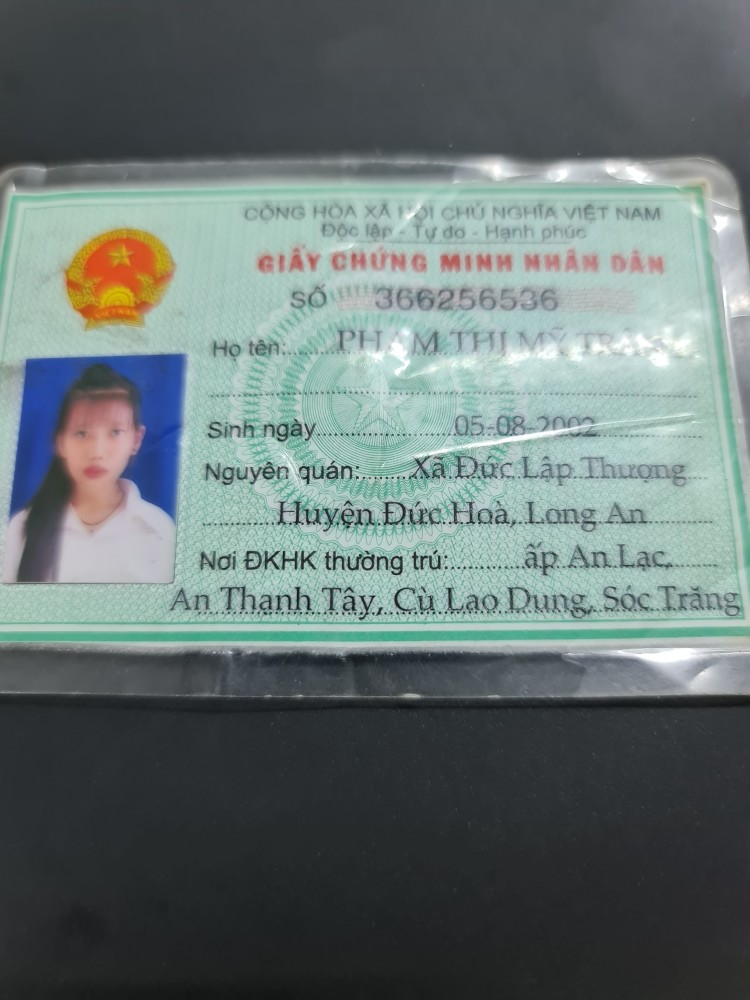 CỘNG HÒA XÃ HỘI CHỦ NGHĨA VIỆT NAM
Độc lập - Tự do - Hạnh phúc
GIẤY CHỨNG MINH NHÂN DÂN
SỐ 366256536
Họ tên: PHẠM THỊ MỸ
Sinh ngày 05-08-2002
Nguyên quán: Xã Đức Lập Thượng
Huyện Đức Hoà, Long An
Nơi ĐKHK thường trú: ấp An Lạc,
An Thạnh Tây, Cù Lao Dung, Sóc Trăng
VIỆT NAM